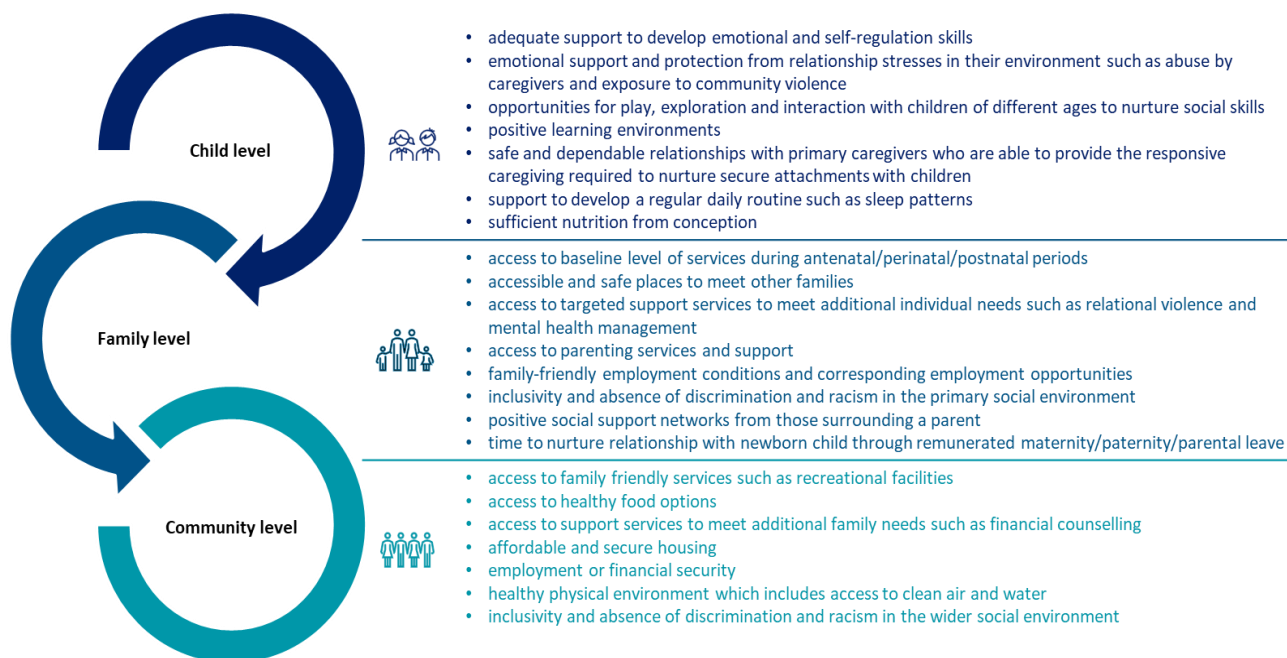 Child level
• adequate support to develop emotional and self-regulation skills
• emotional support and protection from relationship stresses in their environment such as abuse by
caregivers and exposure to community violence
• opportunities for play, exploration and interaction with children of different ages to nurture social skills
• positive learning environments
• safe and dependable relationships with primary caregivers who are able to provide the responsive
caregiving required to nurture secure attachments with children
• support to develop a regular daily routine such as sleep patterns
• sufficient nutrition from conception
Family level
• access to baseline level of services during antenatal/perinatal/postnatal periods
• accessible and safe places to meet other families
• access to targeted support services to meet additional individual needs such as relational violence and
mental health management
• access to parenting services and support
• family-friendly employment conditions and corresponding employment opportunities
• inclusivity and absence of discrimination and racism in the primary social environment
• positive social support networks from those surrounding a parent
• time to nurture relationship with newborn child through remunerated maternity/paternity/parental leave
Community level
• access to family friendly services such as recreational facilities
• access to healthy food options
• access to support services to meet additional family needs such as financial counselling
• affordable and secure housing
• employment or financial security
• healthy physical environment which includes access to clean air and water
• inclusivity and absence of discrimination and racism in the wider social environment